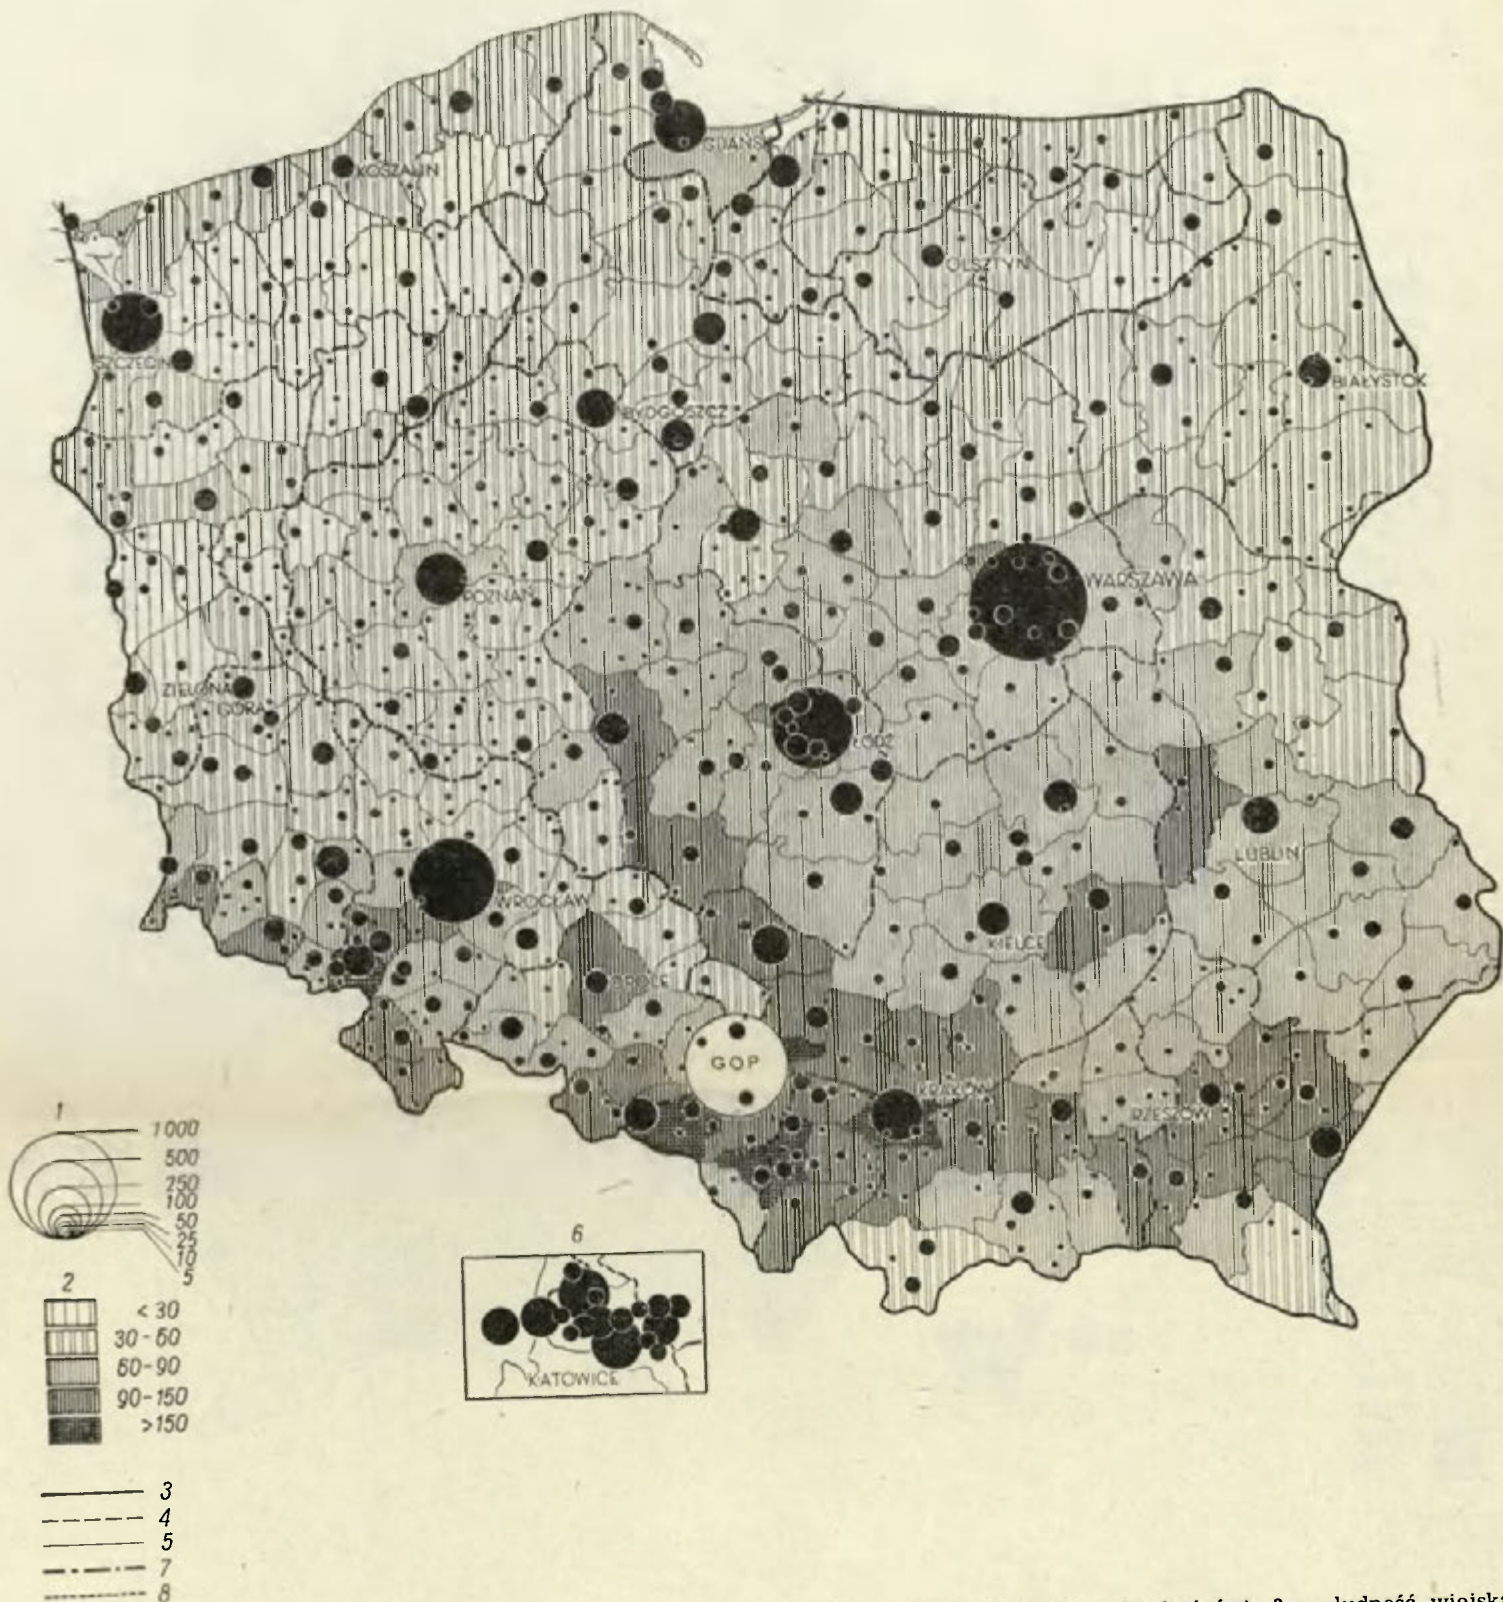 GDAŃSK
KOSZALIN
OLSZTYN
SZCZECIN
BIAŁYSTOK
BYDGOSZCZ
WARSZAWA
POZNAŃ
ZIELONA
GÓRA
ŁÓDŹ
LUBLIN
WROCŁAW
KIELCE
OPOLE
GOP
KRAKÓW
RZESZÓW
1
1000
500
250
100
50
25
10
5
2
< 30
30-60
60-90
90-150
>150
3
4
5
7
8
6
KATOWICE
2 — ludność wiejska